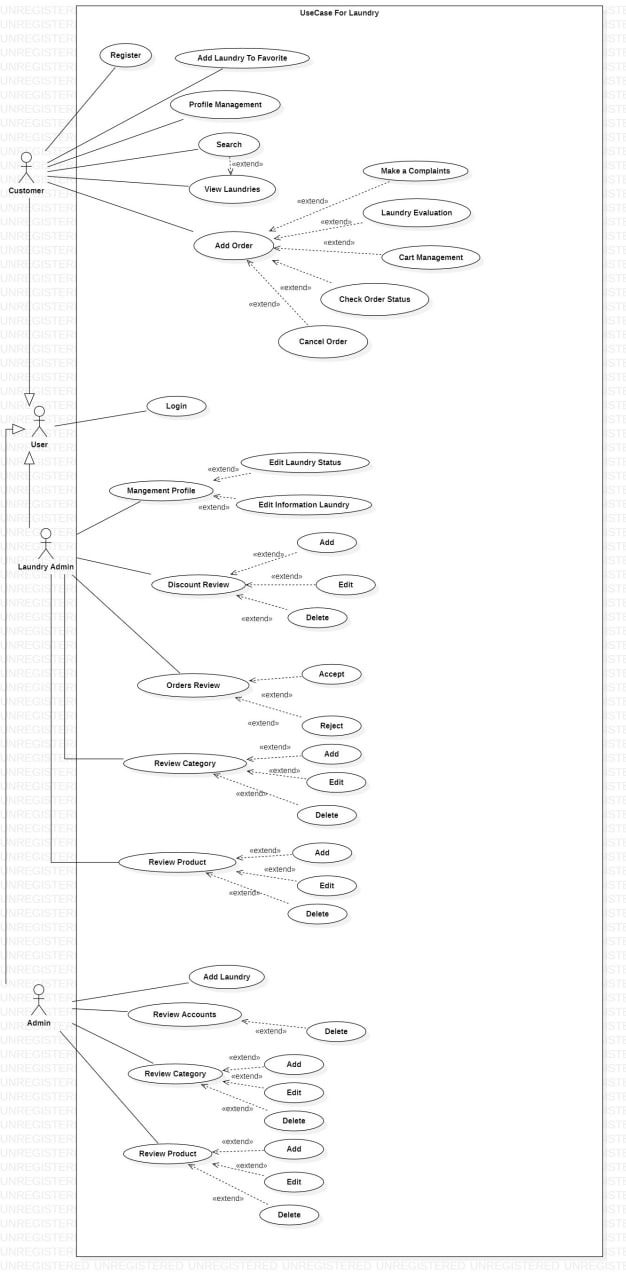 UseCase For Laundry
Register
Add Laundry To Favorite
Profile Management
Search
«extend»
View Laundries
Customer
Make a Complaints
«extend»
Laundry Evaluation
«extend»
Add Order
«extend»
Cart Management
«extend»
Check Order Status
«extend»
Cancel Order
Login
User
Edit Laundry Status
«extend»
Mangement Profile
«extend»
Edit Information Laundry
Laundry Admin
Add
«extend»
Discount Review
Edit
«extend»
Delete
Accept
Orders Review
«extend»
Reject
«extend»
Add
Review Category
«extend»
Edit
«extend»
Delete
«extend»
Add
Review Product
«extend»
Edit
«extend»
Delete
Add Laundry
Admin
Review Accounts
«extend»
Delete
«extend»
Add
Review Category
«extend»
Edit
«extend»
Delete
«extend»
Add
Review Product
«extend»
Edit
«extend»
Delete
UNREGISTERED UNREGISTERED UNREGISTERED UNREGISTERED UNREGISTERED UNREGISTERED